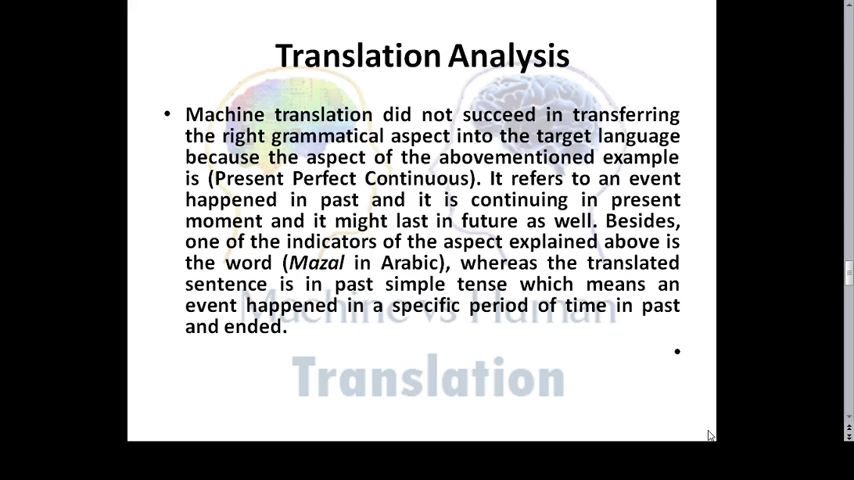 Translation Analysis
• Machine translation did not succeed in transferring
the right grammatical aspect into the target language
because the aspect of the abovementioned example
is (Present Perfect Continuous). It refers to an event
happened in past and it is continuing in present
moment and it might last in future as well. Besides,
one of the indicators of the aspect explained above is
the word (Mazal in Arabic), whereas the translated
sentence is in past simple tense which means an
event happened in a specific period of time in past
and ended.
•
Machine vs Human
Translation